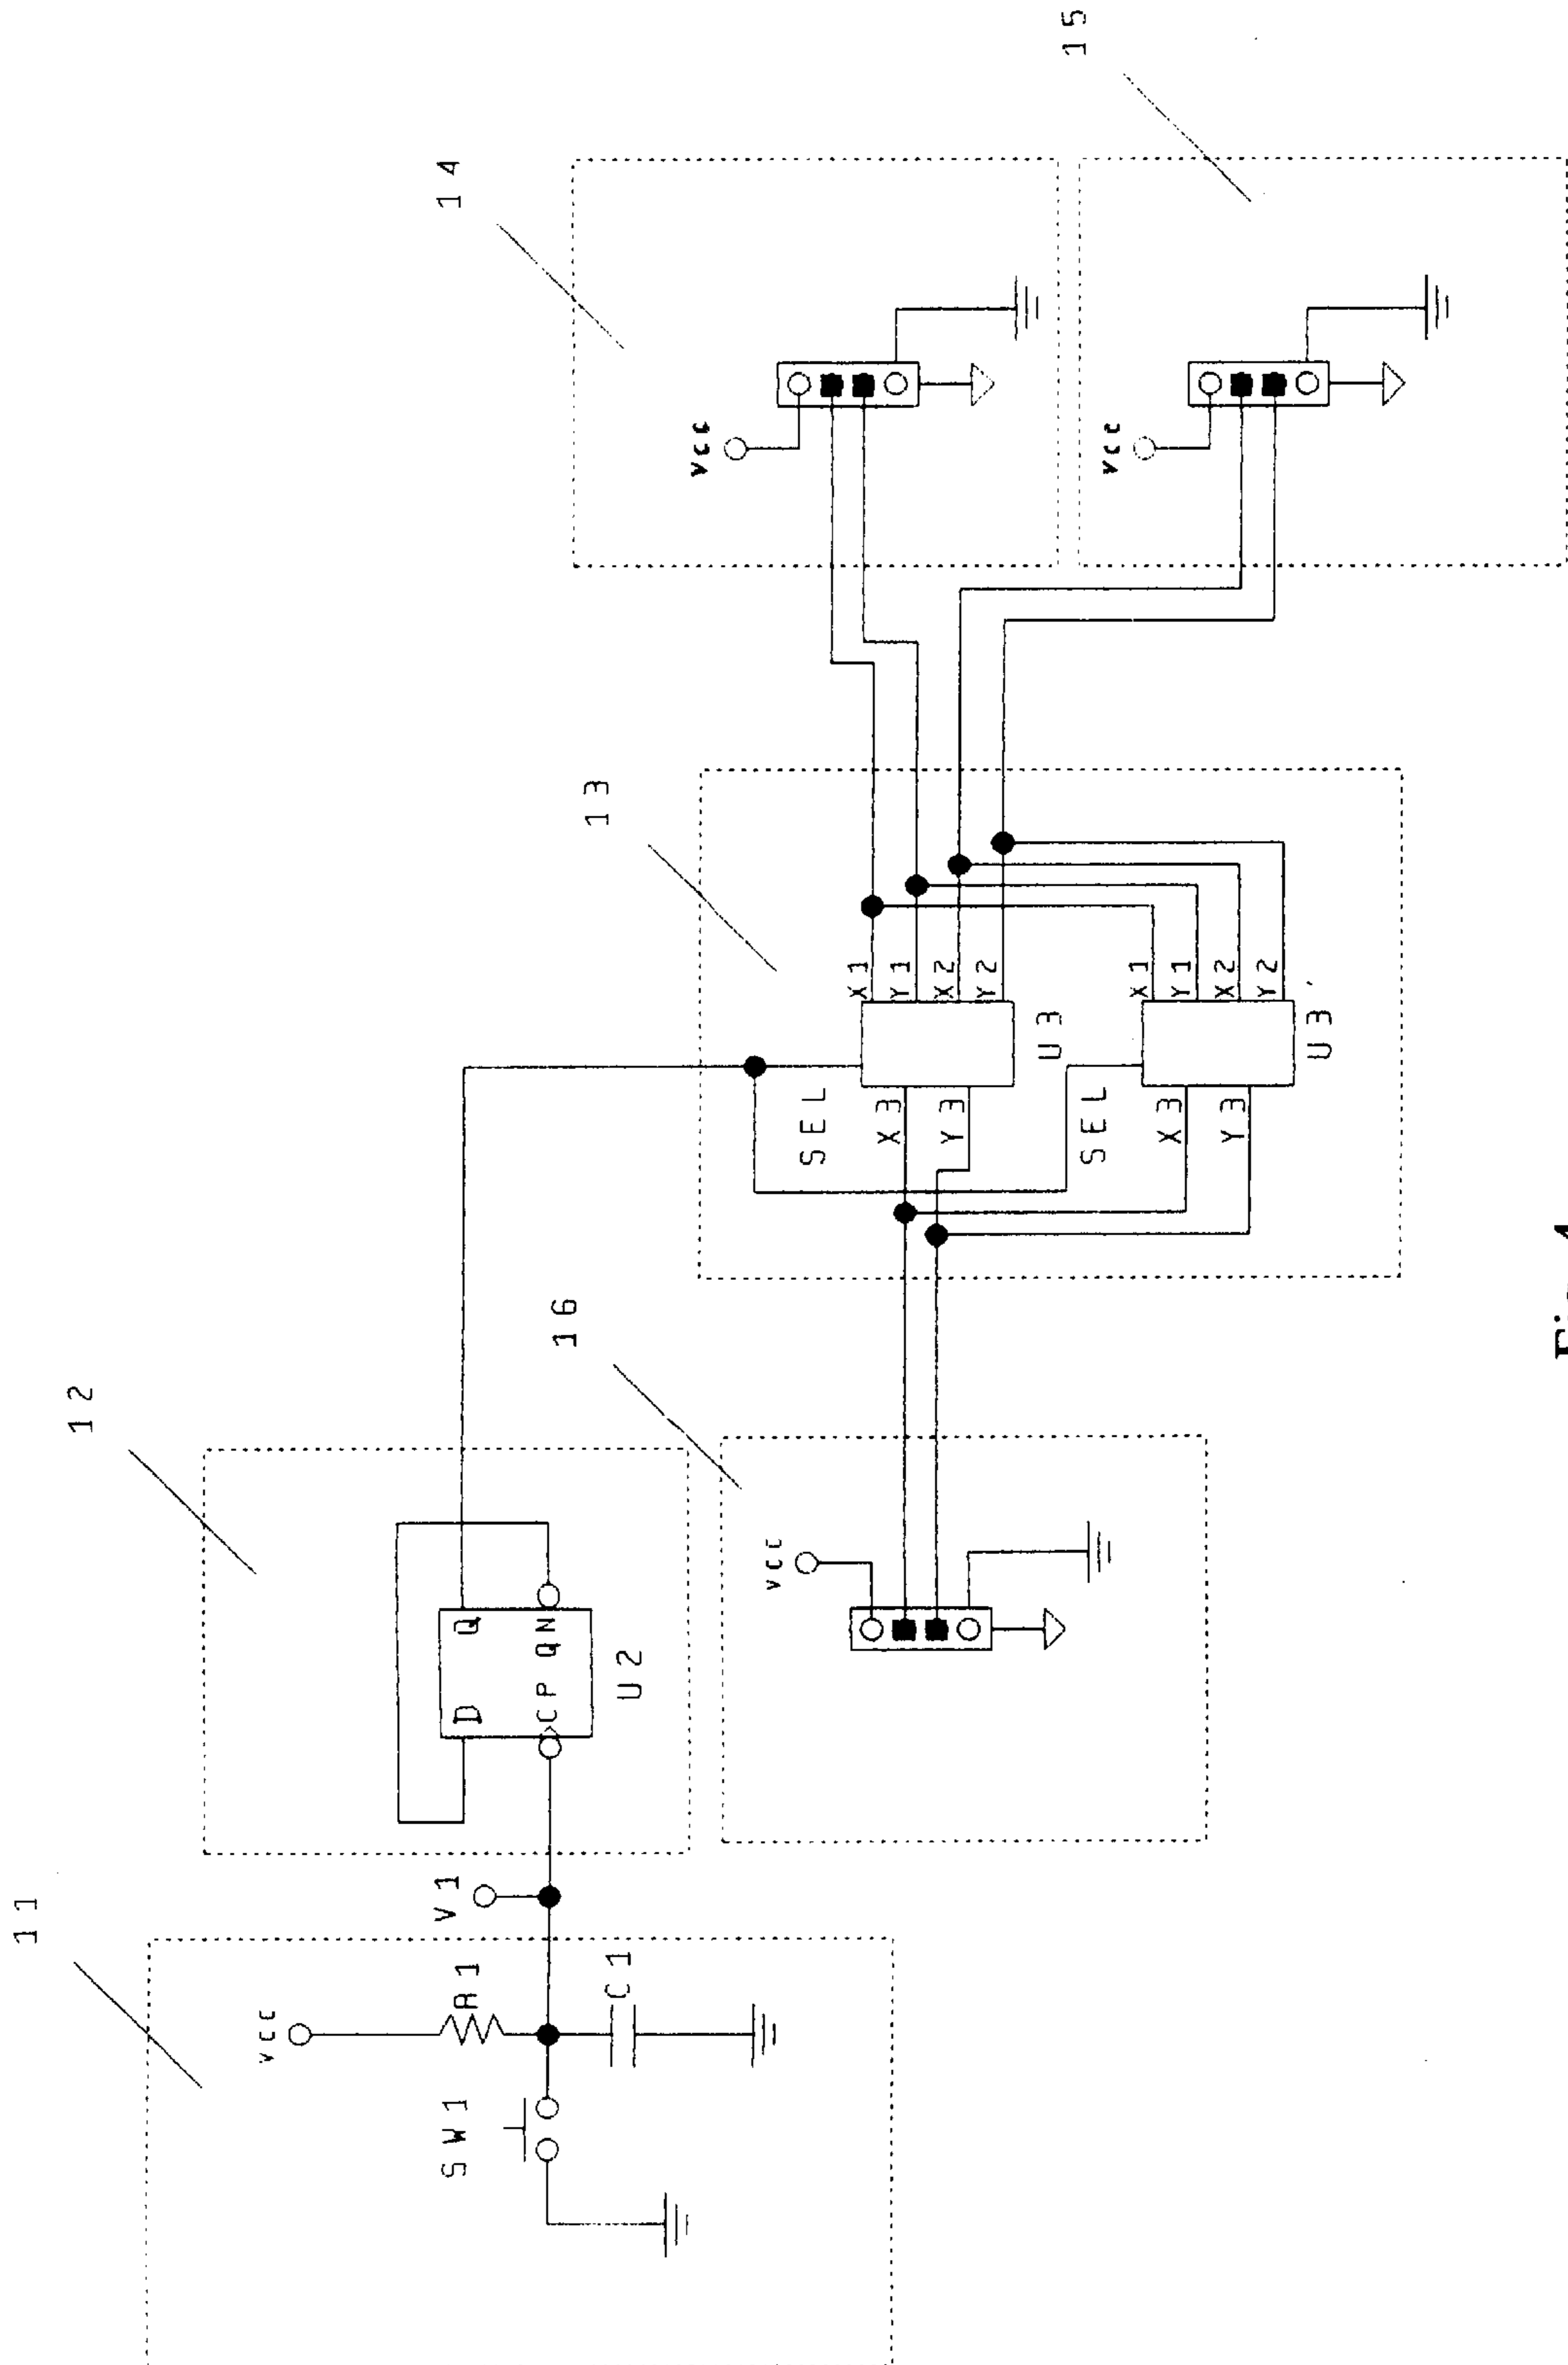 11
12
VCC
SW1
R1
V1
C1
D
Q
CP
QN
U2
14
16
13
VCC
VCC
SEL
X3
Y3
X1
Y1
X2
Y2
U3
15
VCC
SEL
X3
Y3
X1
Y1
X2
Y2
U3'